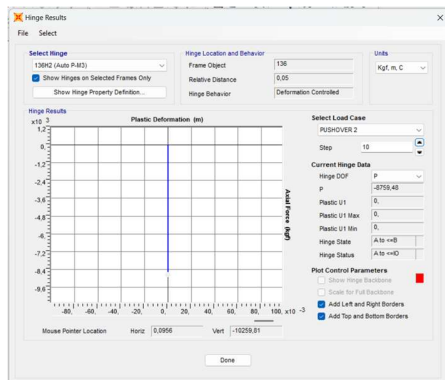 Hinge Results
File Select
Select Hinge
136H2 (Auto P-M3)
Show Hinges on Selected Frames Only
Show Hinge Property Definition...
Hinge Location and Behavior
Frame Object 136
Relative Distance 0,05
Hinge Behavior Deformation Controlled
Units
Kgf, m, C
Hinge Results
x10 3
Plastic Deformation (m)
1,2
0,
-1,2
-2,4
-3,6
-4,8
-6,
-7,2
-8,4
-9,6
Axial Force (kgf)
-80, -60, -40, -20, 0, 20, 40, 60, 80, 100, x10 -3
Mouse Pointer Location Horiz 0,0956 Vert -10259,81
Select Load Case
PUSHOVER 2
Step 10
Current Hinge Data
Hinge DOF P
P -8759,48
Plastic U1 0,
Plastic U1 Max 0,
Plastic U1 Min 0,
Hinge State A to <=B
Hinge Status A to <=IO
Plot Control Parameters
Show Hinge Backbone
Scale for Full Backbone
Add Left and Right Borders
Add Top and Bottom Borders
Done